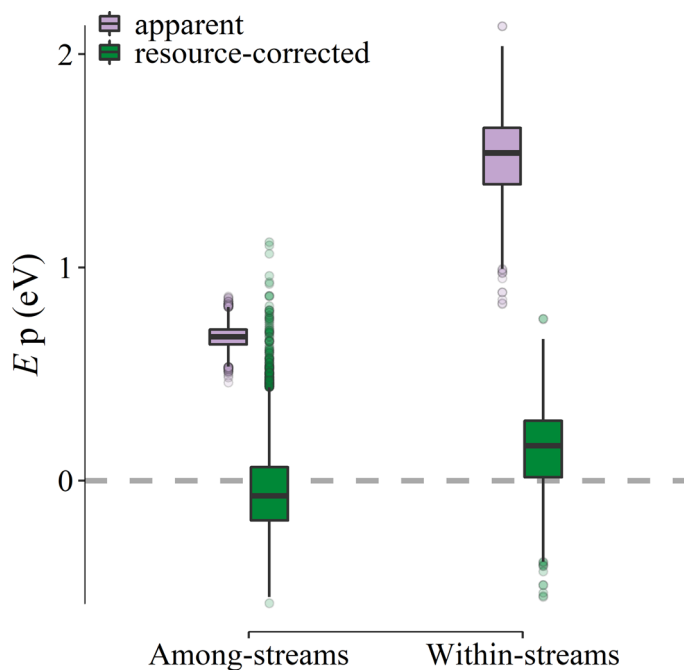 apparent
resource-corrected
2
1
0
E p (eV)
Among-streams Within-streams